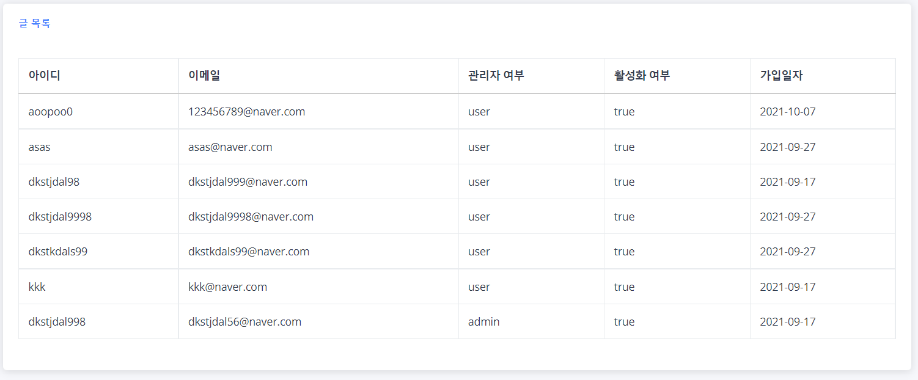 글 목록
아이디 이메일 관리자 여부 활성화 여부 가입일자
aoopoo0 123456789@naver.com user true 2021-10-07
asas asas@naver.com user true 2021-09-27
dkstjdal98 dkstjdal999@naver.com user true 2021-09-17
dkstjdal9998 dkstjdal9998@naver.com user true 2021-09-27
dkstkdals99 dkstkdals99@naver.com user true 2021-09-27
kkk kkk@naver.com user true 2021-09-17
dkstjdal998 dkstjdal56@naver.com admin true 2021-09-17